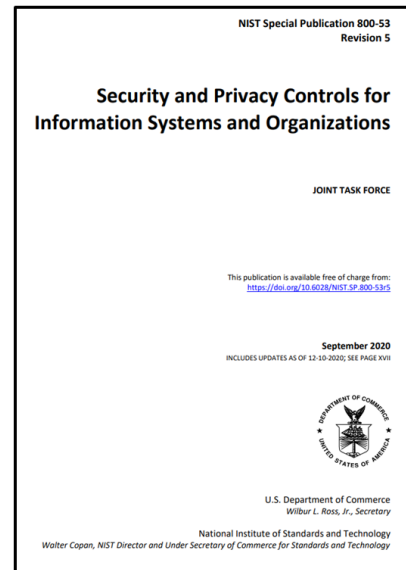 NIST Special Publication 800-53
Revision 5
Security and Privacy Controls for
Information Systems and Organizations
JOINT TASK FORCE
This publication is available free of charge from:
https://doi.org/10.6028/NIST.SP.800-53r5
September 2020
INCLUDES UPDATES AS OF 12-10-2020; SEE PAGE XVII
DEPARTMENT OF COMMERCE
UNITED STATES OF AMERICA
U.S. Department of Commerce
Wilbur L. Ross, Jr., Secretary
National Institute of Standards and Technology
Walter Copan, NIST Director and Under Secretary of Commerce for Standards and Technology